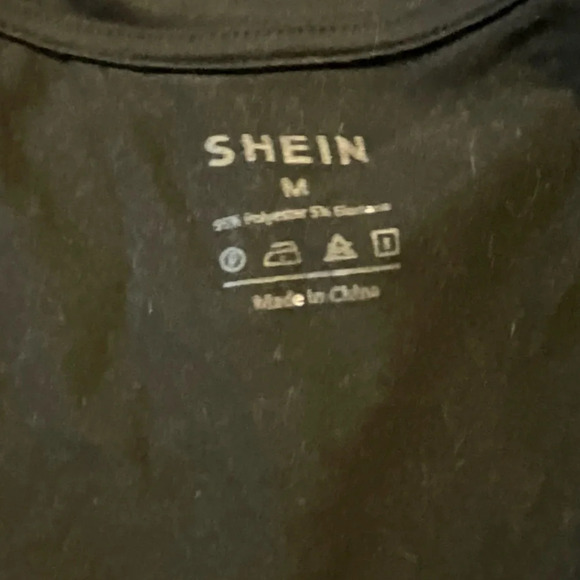 SHEIN
M
95% Polyester 5% Elastane
Made in China